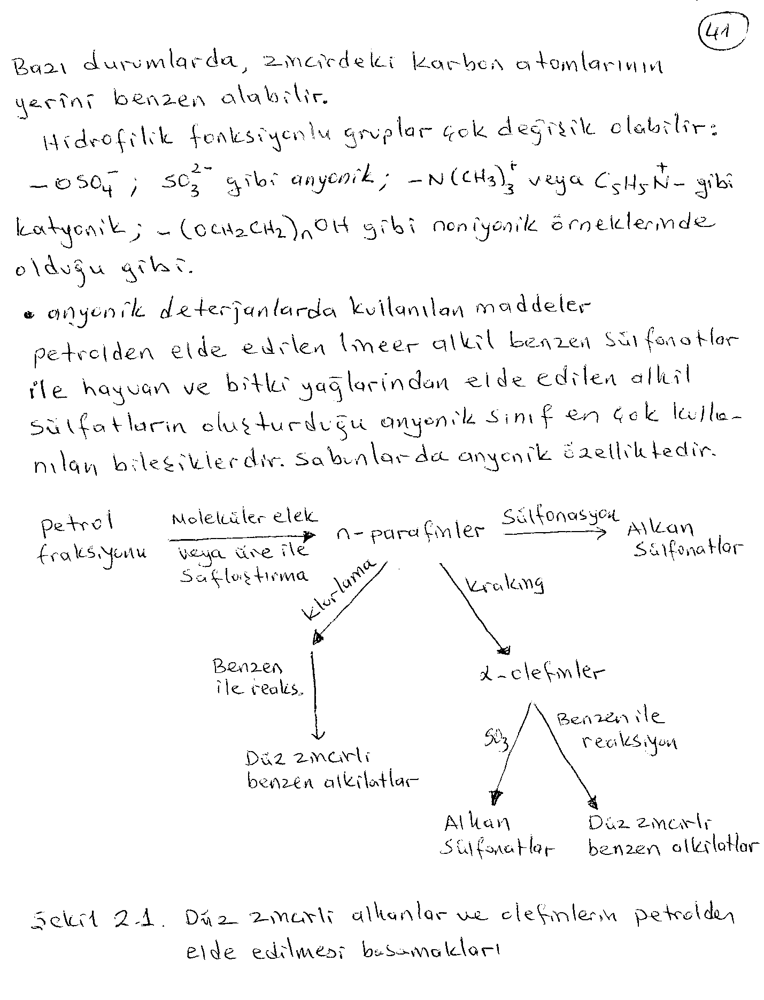 41
Bazı durumlarda, zincirdeki karbon atomlarının
yerini benzen alabilir.
Hidrofilik fonksiyonlu gruplar çok değişik olabilir:
-OSO₄⁻ ; SO₃²⁻ gibi anyonik; -N(CH₃)₃⁺ veya C₅H₅N⁺- gibi
katyonik; -(OCH₂CH₂)ₙOH gibi noniyonik örneklerinde
olduğu gibi.
• anyonik deterjanlarda kullanılan maddeler
petrolden elde edilen lineer alkil benzen sülfonatlar
ile hayvan ve bitki yağlarından elde edilen alkil
sülfatların oluşturduğu anyonik sınıf en çok kulla-
nılan bileşiklerdir. Sabunlarda anyonik özelliktedir.
Petrol fraksiyonu
Moleküler elek
veya üre ile
Saflaştırma
n-parafinler
Sülfonasyon
Alkan
Sülfonatlar
Klorlama
Kraking
Benzen
ile reaks.
α-olefinler
SO₃
Benzen ile
reaksiyon
Düz zincirli
benzen alkilatlar
Alkan
Sülfonatlar
Düz zincirli
benzen alkilatlar
Şekil 2.1. Düz zincirli alkanlar ve olefinlerin petrolden
elde edilmesi basamakları